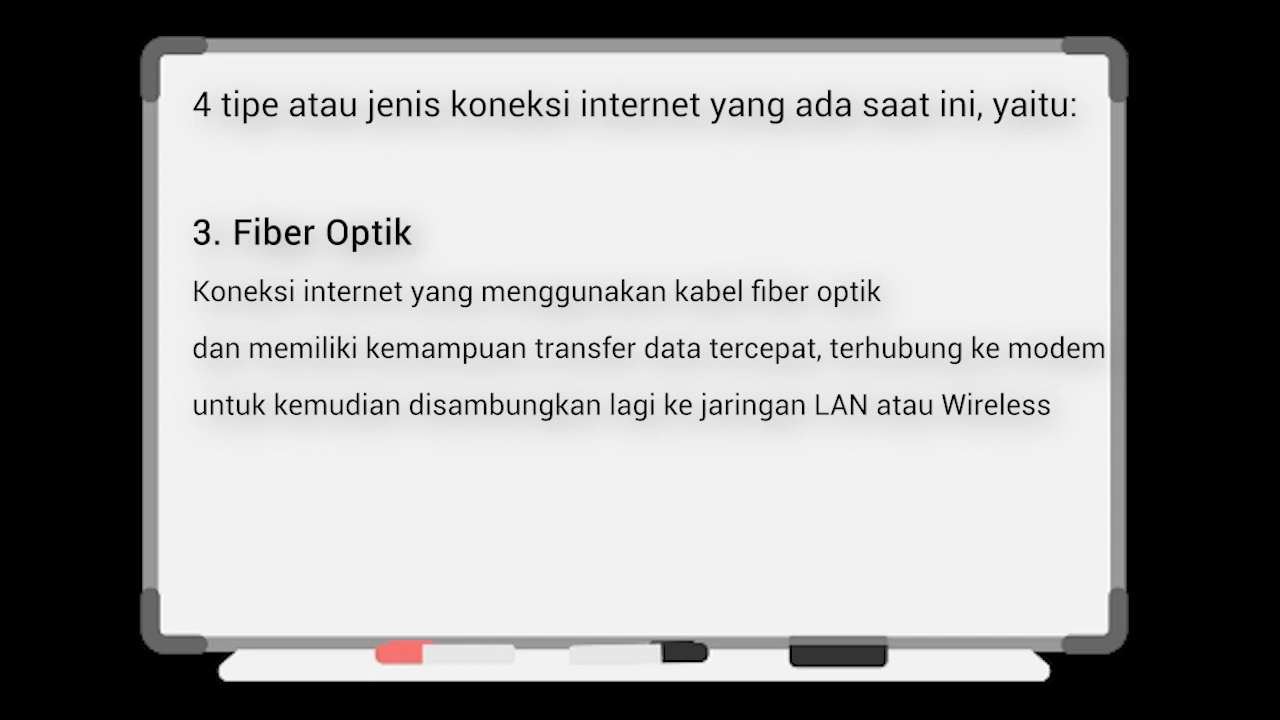 4 tipe atau jenis koneksi internet yang ada saat ini, yaitu:
3. Fiber Optik
Koneksi internet yang menggunakan kabel fiber optik
dan memiliki kemampuan transfer data tercepat, terhubung ke modem
untuk kemudian disambungkan lagi ke jaringan LAN atau Wireless